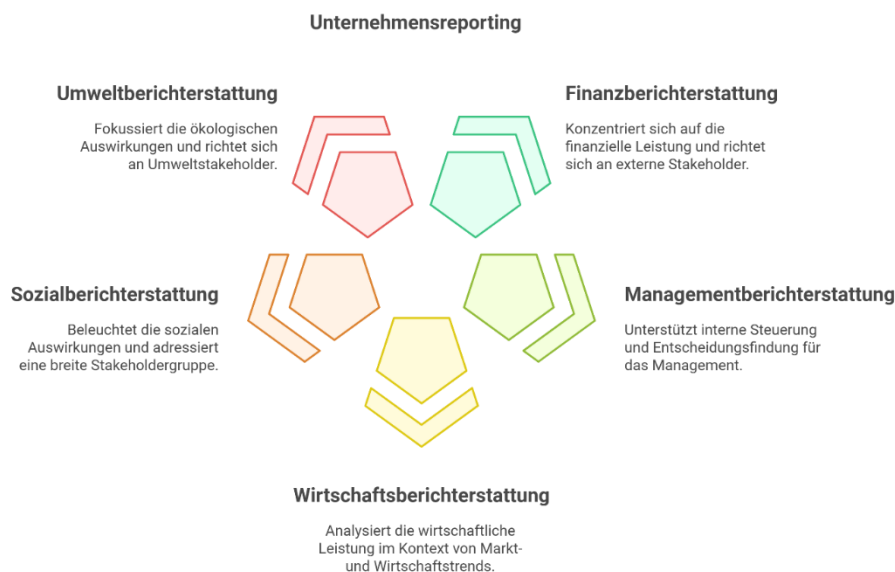 Unternehmensreporting
Umweltberichterstattung
Fokussiert die ökologischen
Auswirkungen und richtet sich
an Umweltstakeholder.
Finanzberichterstattung
Konzentriert sich auf die
finanzielle Leistung und richtet
sich an externe Stakeholder.
Sozialberichterstattung
Beleuchtet die sozialen
Auswirkungen und adressiert
eine breite Stakeholdergruppe.
Managementberichterstattung
Unterstützt interne Steuerung
und Entscheidungsfindung für
das Management.
Wirtschaftsberichterstattung
Analysiert die wirtschaftliche
Leistung im Kontext von Markt-
und Wirtschaftstrends.